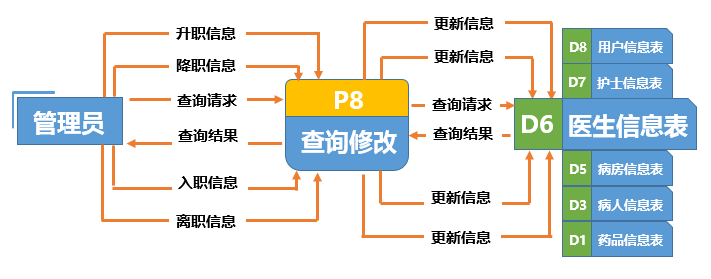 升职信息
降职信息
查询请求
查询结果
入职信息
离职信息
管理员
P8
查询修改
更新信息
更新信息
查询请求
查询结果
更新信息
更新信息
D8 用户信息表
D7 护士信息表
D6 医生信息表
D5 病房信息表
D3 病人信息表
D1 药品信息表